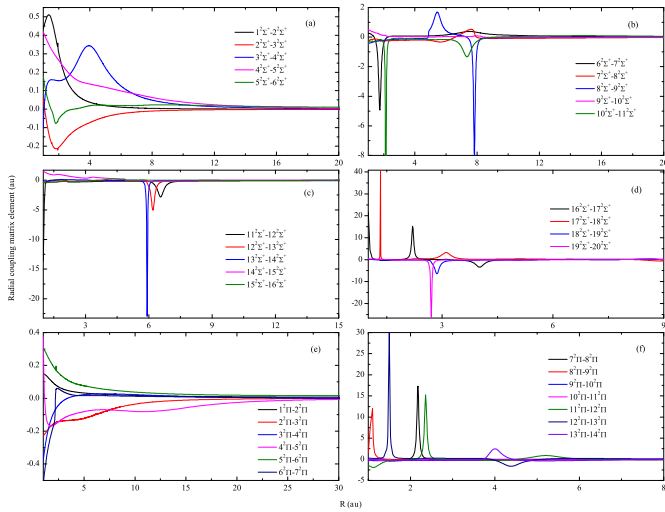 (a)
1²Σ⁺-2²Σ⁺
2²Σ⁺-3²Σ⁺
3²Σ⁺-4²Σ⁺
4²Σ⁺-5²Σ⁺
5²Σ⁺-6²Σ⁺
0.5
0.4
0.3
0.2
0.1
0.0
-0.1
-0.2
4 8 12 16 20
(b)
6²Σ⁺-7²Σ⁺
7²Σ⁺-8²Σ⁺
8²Σ⁺-9²Σ⁺
9²Σ⁺-10²Σ⁺
10²Σ⁺-11²Σ⁺
2
0
-2
-4
-6
-8
4 8 12 16 20
Radial coupling matrix element (au)
(c)
11²Σ⁺-12²Σ⁺
12²Σ⁺-13²Σ⁺
13²Σ⁺-14²Σ⁺
14²Σ⁺-15²Σ⁺
15²Σ⁺-16²Σ⁺
0
-5
-10
-15
-20
3 6 9 12 15
(d)
16²Σ⁺-17²Σ⁺
17²Σ⁺-18²Σ⁺
18²Σ⁺-19²Σ⁺
19²Σ⁺-20²Σ⁺
40
30
20
10
0
-10
-20
3 6 9
(e)
1²Π-2²Π
2²Π-3²Π
3²Π-4²Π
4²Π-5²Π
5²Π-6²Π
6²Π-7²Π
0.4
0.2
0.0
-0.2
-0.4
5 10 15 20 25 30
(f)
7²Π-8²Π
8²Π-9²Π
9²Π-10²Π
10²Π-11²Π
11²Π-12²Π
12²Π-13²Π
13²Π-14²Π
30
25
20
15
10
5
0
-5
2 4 6 8
R (au)